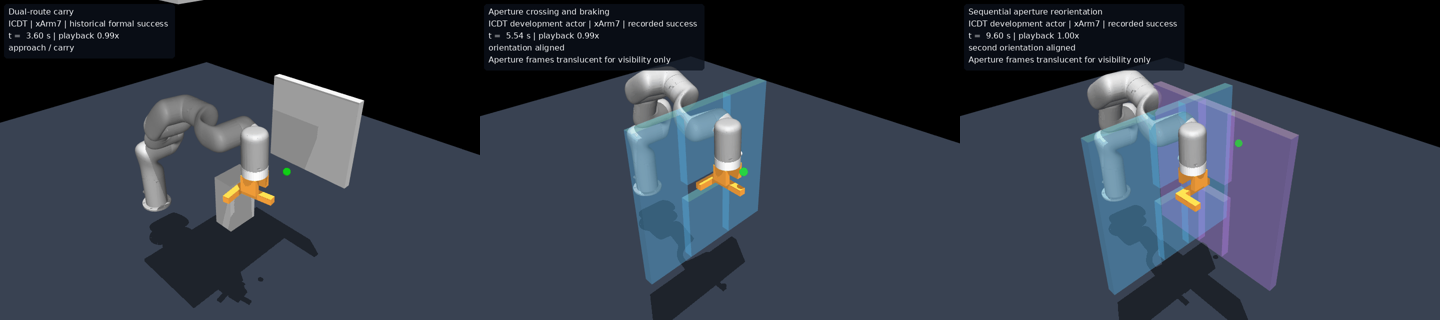 Dual-route carry
ICDT | xArm7 | historical formal success
t =  3.60 s | playback 0.99x
approach / carry
Aperture crossing and braking
ICDT development actor | xArm7 | recorded success
t =  5.54 s | playback 0.99x
orientation aligned
Aperture frames translucent for visibility only
Sequential aperture reorientation
ICDT development actor | xArm7 | recorded success
t =  9.60 s | playback 1.00x
second orientation aligned
Aperture frames translucent for visibility only